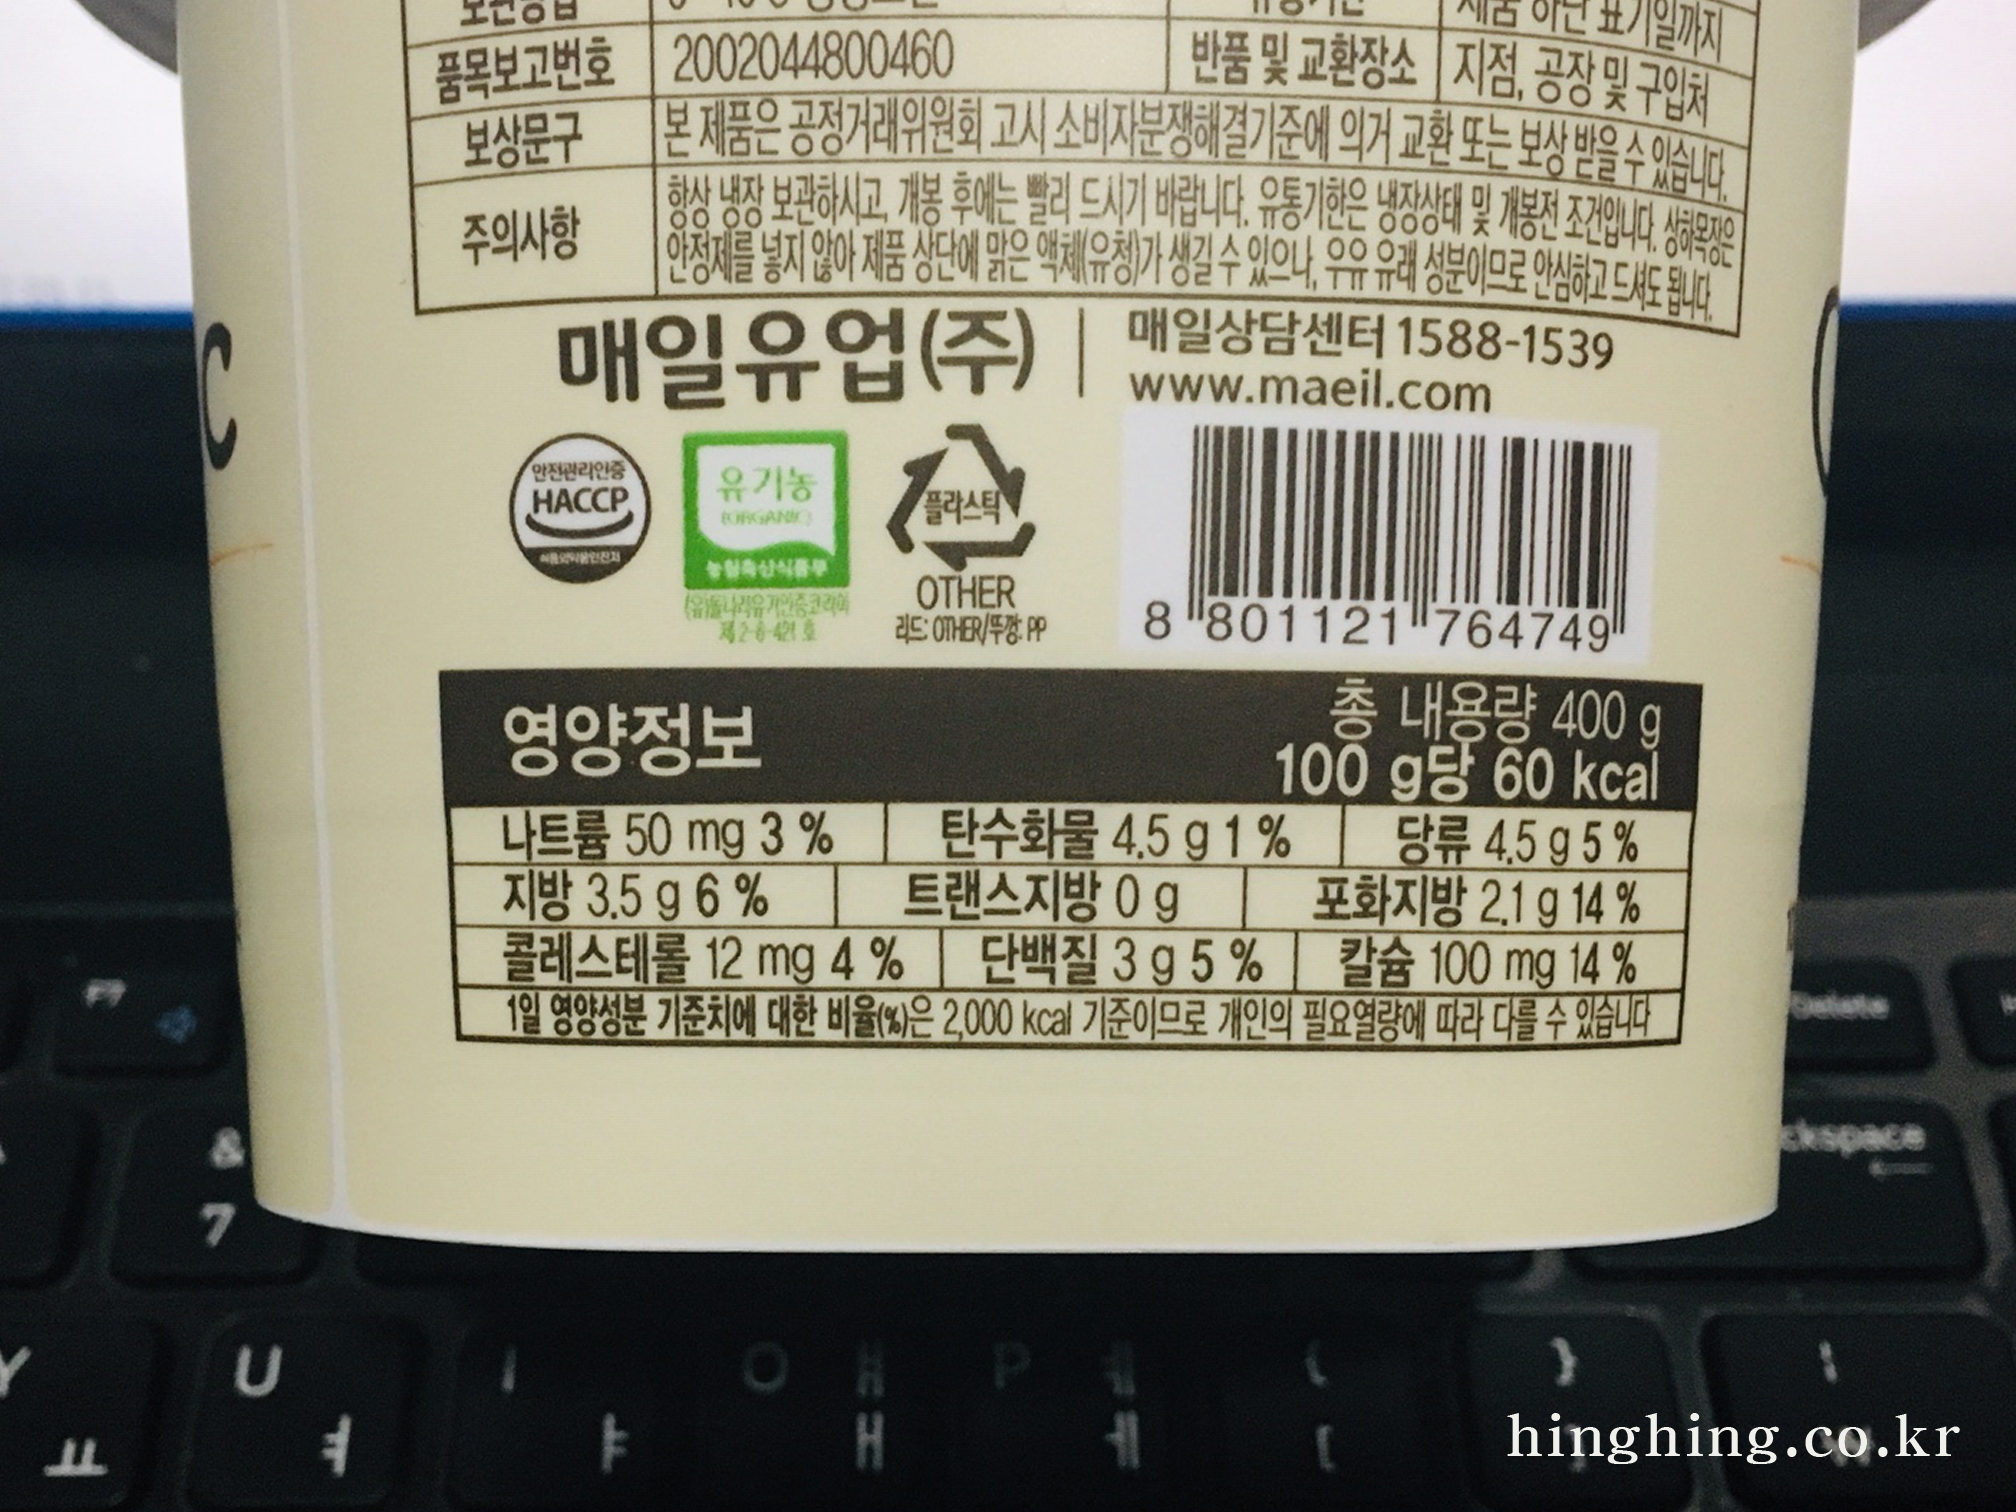 품목보고번호 2002044800460 반품 및 교환장소 지점, 공장 및 구입처
보상문구 본 제품은 공정거래위원회 고시 소비자분쟁해결기준에 의거 교환 또는 보상 받을 수 있습니다.
주의사항 항상 냉장 보관하시고, 개봉 후에는 빨리 드시기 바랍니다. 유통기한은 냉장상태 및 개봉전 조건입니다. 상하목장은
안정제를 넣지 않아 제품 상단에 맑은 액체(유청)가 생길 수 있으나, 우유 유래 성분이므로 안심하고 드셔도 됩니다.
매일유업(주) 매일상담센터 1588-1539
www.maeil.com
안전관리인증
HACCP
유기농
(ORGANIC)
농림축산식품부
플라스틱
OTHER
리드: OTHER/뚜껑: PP
8 801121 764749
영양정보 총 내용량 400 g
100 g당 60 kcal
나트륨 50 mg 3 % 탄수화물 4.5 g 1 % 당류 4.5 g 5 %
지방 3.5 g 6 % 트랜스지방 0 g 포화지방 2.1 g 14 %
콜레스테롤 12 mg 4 % 단백질 3 g 5 % 칼슘 100 mg 14 %
1일 영양성분 기준치에 대한 비율(%)은 2,000 kcal 기준이므로 개인의 필요열량에 따라 다를 수 있습니다
F7
Delete
&
7
Y ㅛ
U ㅕ
I ㅑ
O ㅒ ㅐ
P ㅖ ㅔ
{ [
}
hinghing.co.kr